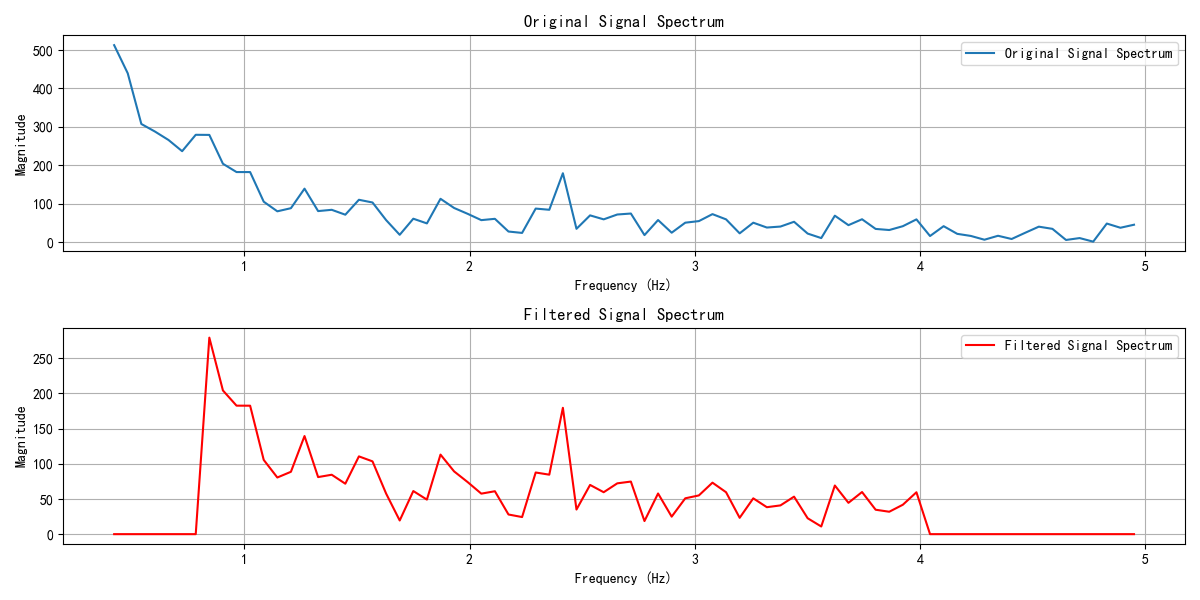 Original Signal Spectrum
Original Signal Spectrum
500
400
300
200
100
0
Magnitude
1 2 3 4 5
Frequency (Hz)
Filtered Signal Spectrum
Filtered Signal Spectrum
250
200
150
100
50
0
Magnitude
1 2 3 4 5
Frequency (Hz)